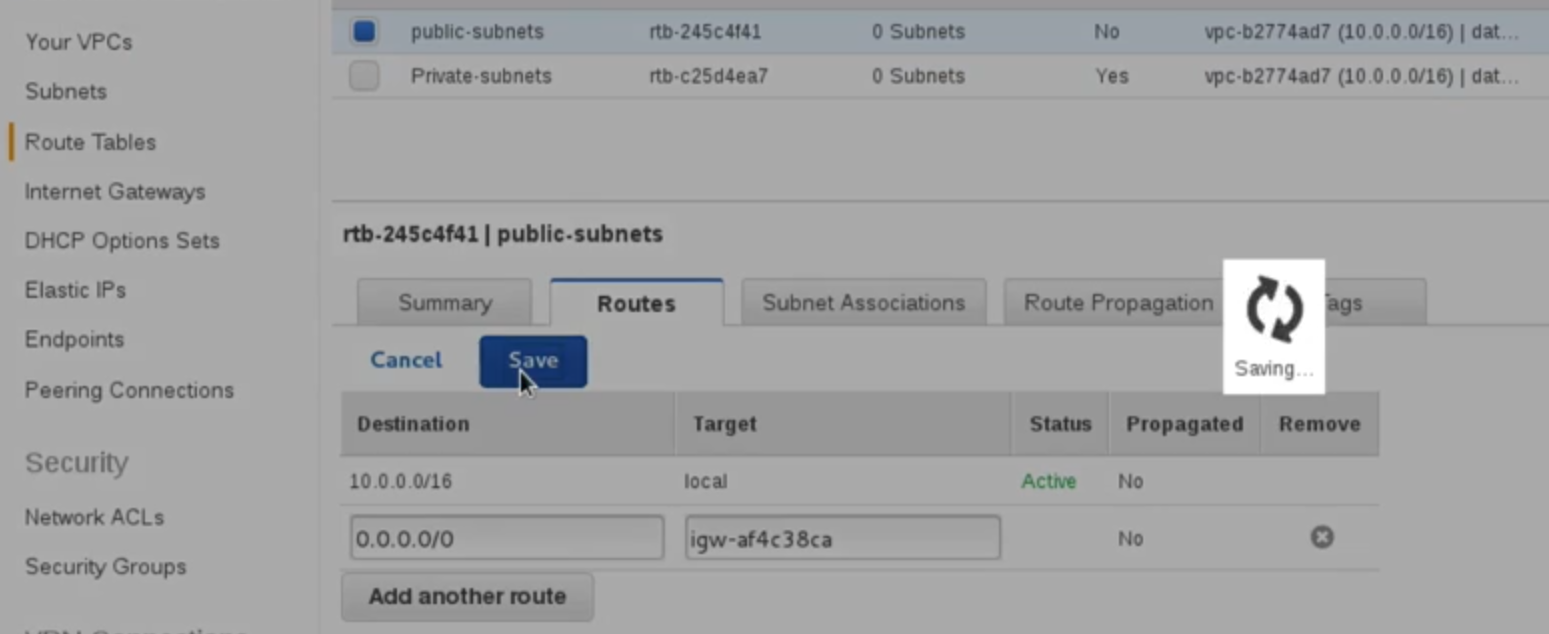 Your VPCs
Subnets
Route Tables
Internet Gateways
DHCP Options Sets
Elastic IPs
Endpoints
Peering Connections
Security
Network ACLs
Security Groups
public-subnets rtb-245c4f41 0 Subnets No vpc-b2774ad7 (10.0.0.0/16) | dat...
Private-subnets rtb-c25d4ea7 0 Subnets Yes vpc-b2774ad7 (10.0.0.0/16) | dat...
rtb-245c4f41 | public-subnets
Summary Routes Subnet Associations Route Propagation Tags
Cancel Save
Saving...
Destination Target Status Propagated Remove
10.0.0.0/16 local Active No
0.0.0.0/0 igw-af4c38ca No
Add another route